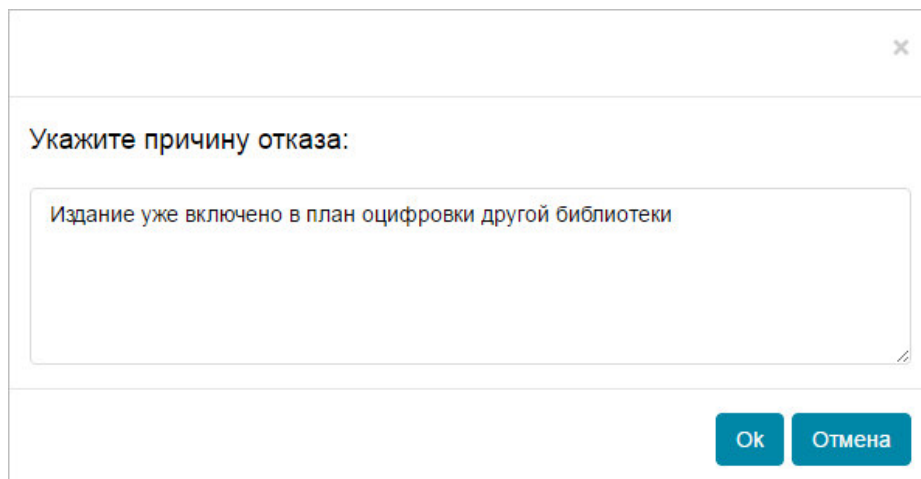 ×
Укажите причину отказа:
Издание уже включено в план оцифровки другой библиотеки
Ok Отмена